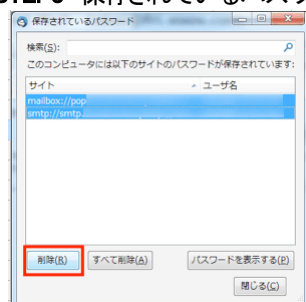 保存されているパスワード
検索(S):
このコンピュータには以下のサイトのパスワードが保存されています:
サイト ユーザ名
mailbox://pop
smtp://smtp.
削除(R) すべて削除(A) パスワードを表示する(P)
閉じる(C)